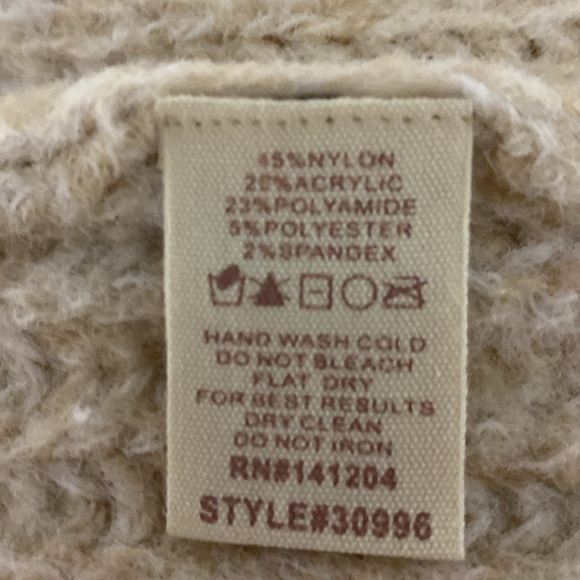 45%NYLON
25%ACRYLIC
23%POLYAMIDE
5%POLYESTER
2%SPANDEX
HAND WASH COLD
DO NOT BLEACH
FLAT DRY
FOR BEST RESULTS
DRY CLEAN
DO NOT IRON
RN#141204
STYLE#30996